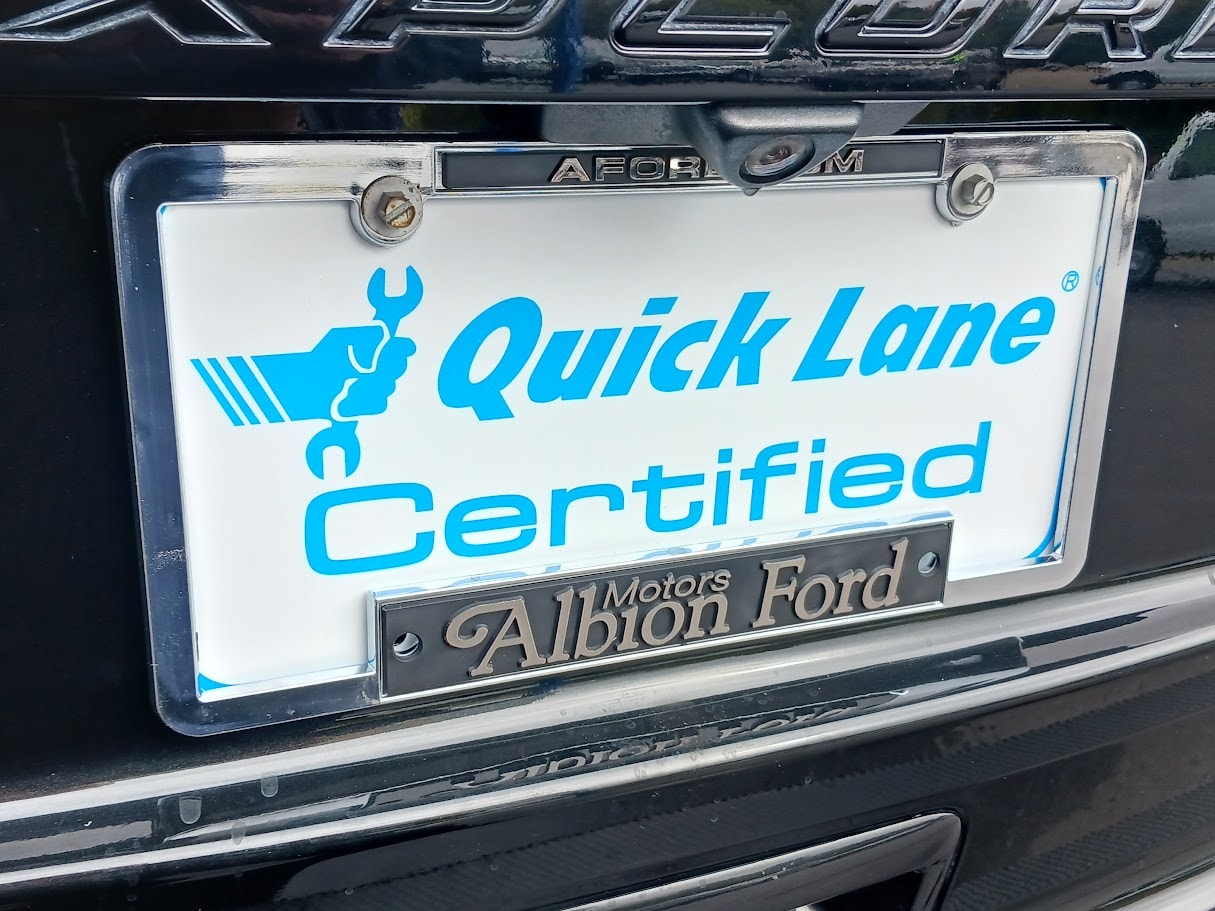 Quick Lane®
Certified
Albion Motors Ford